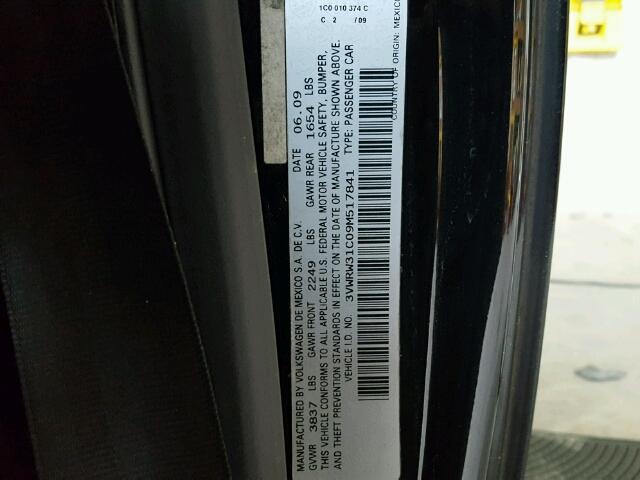 MANUFACTURED BY VOLKSWAGEN DE MEXICO S.A. DE C.V. DATE 06.09
GVWR 3837 LBS GAWR FRONT 2249 LBS GAWR REAR 1654 LBS
THIS VEHICLE CONFORMS TO ALL APPLICABLE U.S. FEDERAL MOTOR VEHICLE SAFETY, BUMPER,
AND THEFT PREVENTION STANDARDS IN EFFECT ON THE DATE OF MANUFACTURE SHOWN ABOVE.
VEHICLE I.D. NO. 3VWRW31C09M517841 TYPE: PASSENGER CAR
COUNTRY OF ORIGIN: MEXICO
1C0 010 374 C
C 2 /09